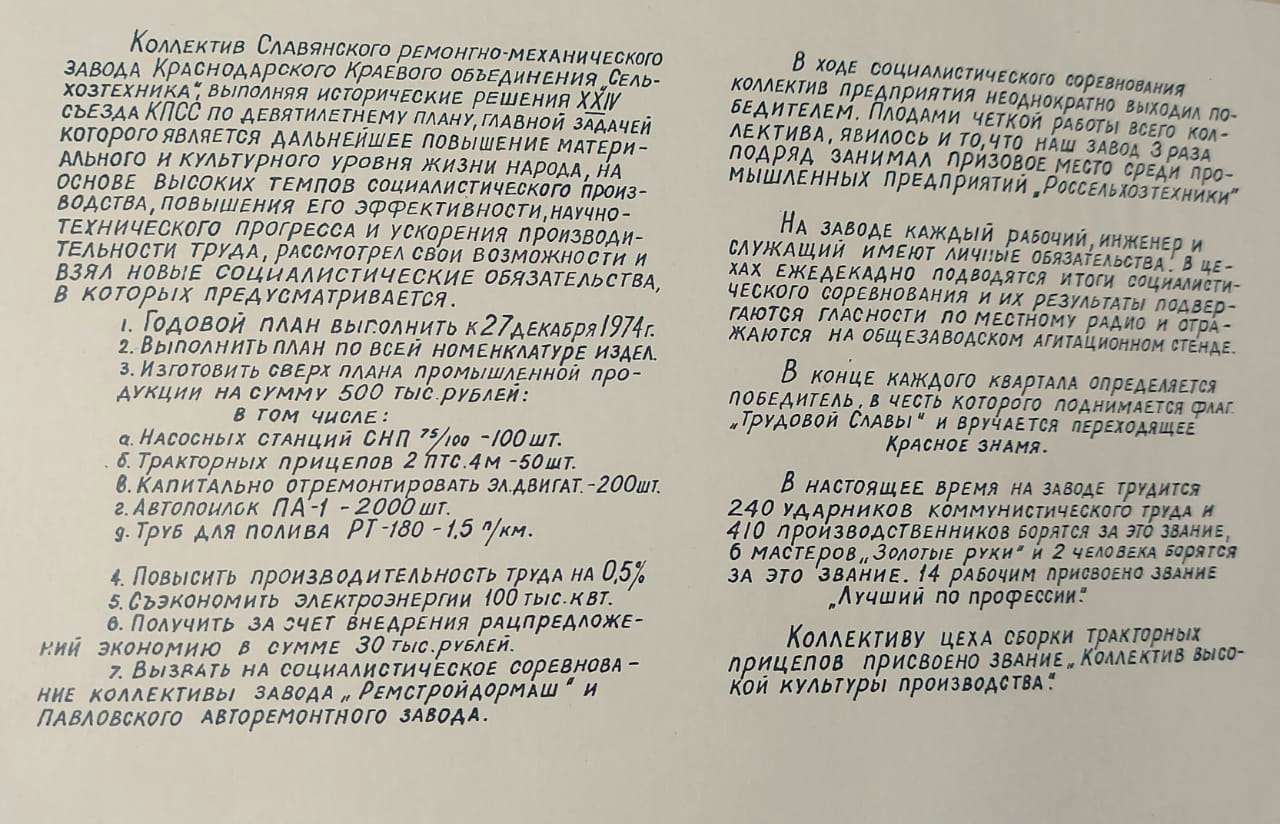 Коллектив Славянского ремонтно-механического
завода Краснодарского Краевого объединения „Сель-
хозтехника", выполняя исторические решения XXIV
съезда КПСС по девятилетнему плану, главной задачей
которого является дальнейшее повышение матери-
ального и культурного уровня жизни народа, на
основе высоких темпов социалистического произ-
водства, повышения его эффективности, научно-
технического прогресса и ускорения производи-
тельности труда, рассмотрел свои возможности и
взял новые социалистические обязательства,
в которых предусматривается.
1. Годовой план выполнить к 27 декабря 1974г.
2. Выполнить план по всей номенклатуре издел.
3. Изготовить сверх плана промышленной про-
дукции на сумму 500 тыс. рублей:
в том числе:
а. Насосных станций СНП 75/100 - 100 шт.
б. Тракторных прицепов 2 ПТС.4М - 50 шт.
в. Капитально отремонтировать эл.двигат. - 200 шт.
г. Автопоилок ПА-1 - 2000 шт.
д. Труб для полива РТ-180 - 1,5 п/км.
4. Повысить производительность труда на 0,5%
5. Съэкономить электроэнергии 100 тыс. квт.
6. Получить за счет внедрения рацпредложе-
ний экономию в сумме 30 тыс. рублей.
7. Вызвать на социалистическое соревнова-
ние коллективы завода „Ремстройдормаш" и
Павловского авторемонтного завода.
В ходе социалистического соревнования
коллектив предприятия неоднократно выходил по-
бедителем. Плодами четкой работы всего кол-
лектива, явилось и то, что наш завод 3 раза
подряд занимал призовое место среди про-
мышленных предприятий „Россельхозтехники"
На заводе каждый рабочий, инженер и
служащий имеют личные обязательства. В це-
хах ежедекадно подводятся итоги социалисти-
ческого соревнования и их результаты подвер-
гаются гласности по местному радио и отра-
жаются на общезаводском агитационном стенде.
В конце каждого квартала определяется
победитель, в честь которого поднимается флаг
„Трудовой Славы" и вручается переходящее
Красное знамя.
В настоящее время на заводе трудится
240 ударников коммунистического труда и
410 производственников борятся за это звание,
6 мастеров „Золотые руки" и 2 человека борятся
за это звание. 14 рабочим присвоено звание
„Лучший по профессии".
Коллективу цеха сборки тракторных
прицепов присвоено звание „Коллектив высо-
кой культуры производства".